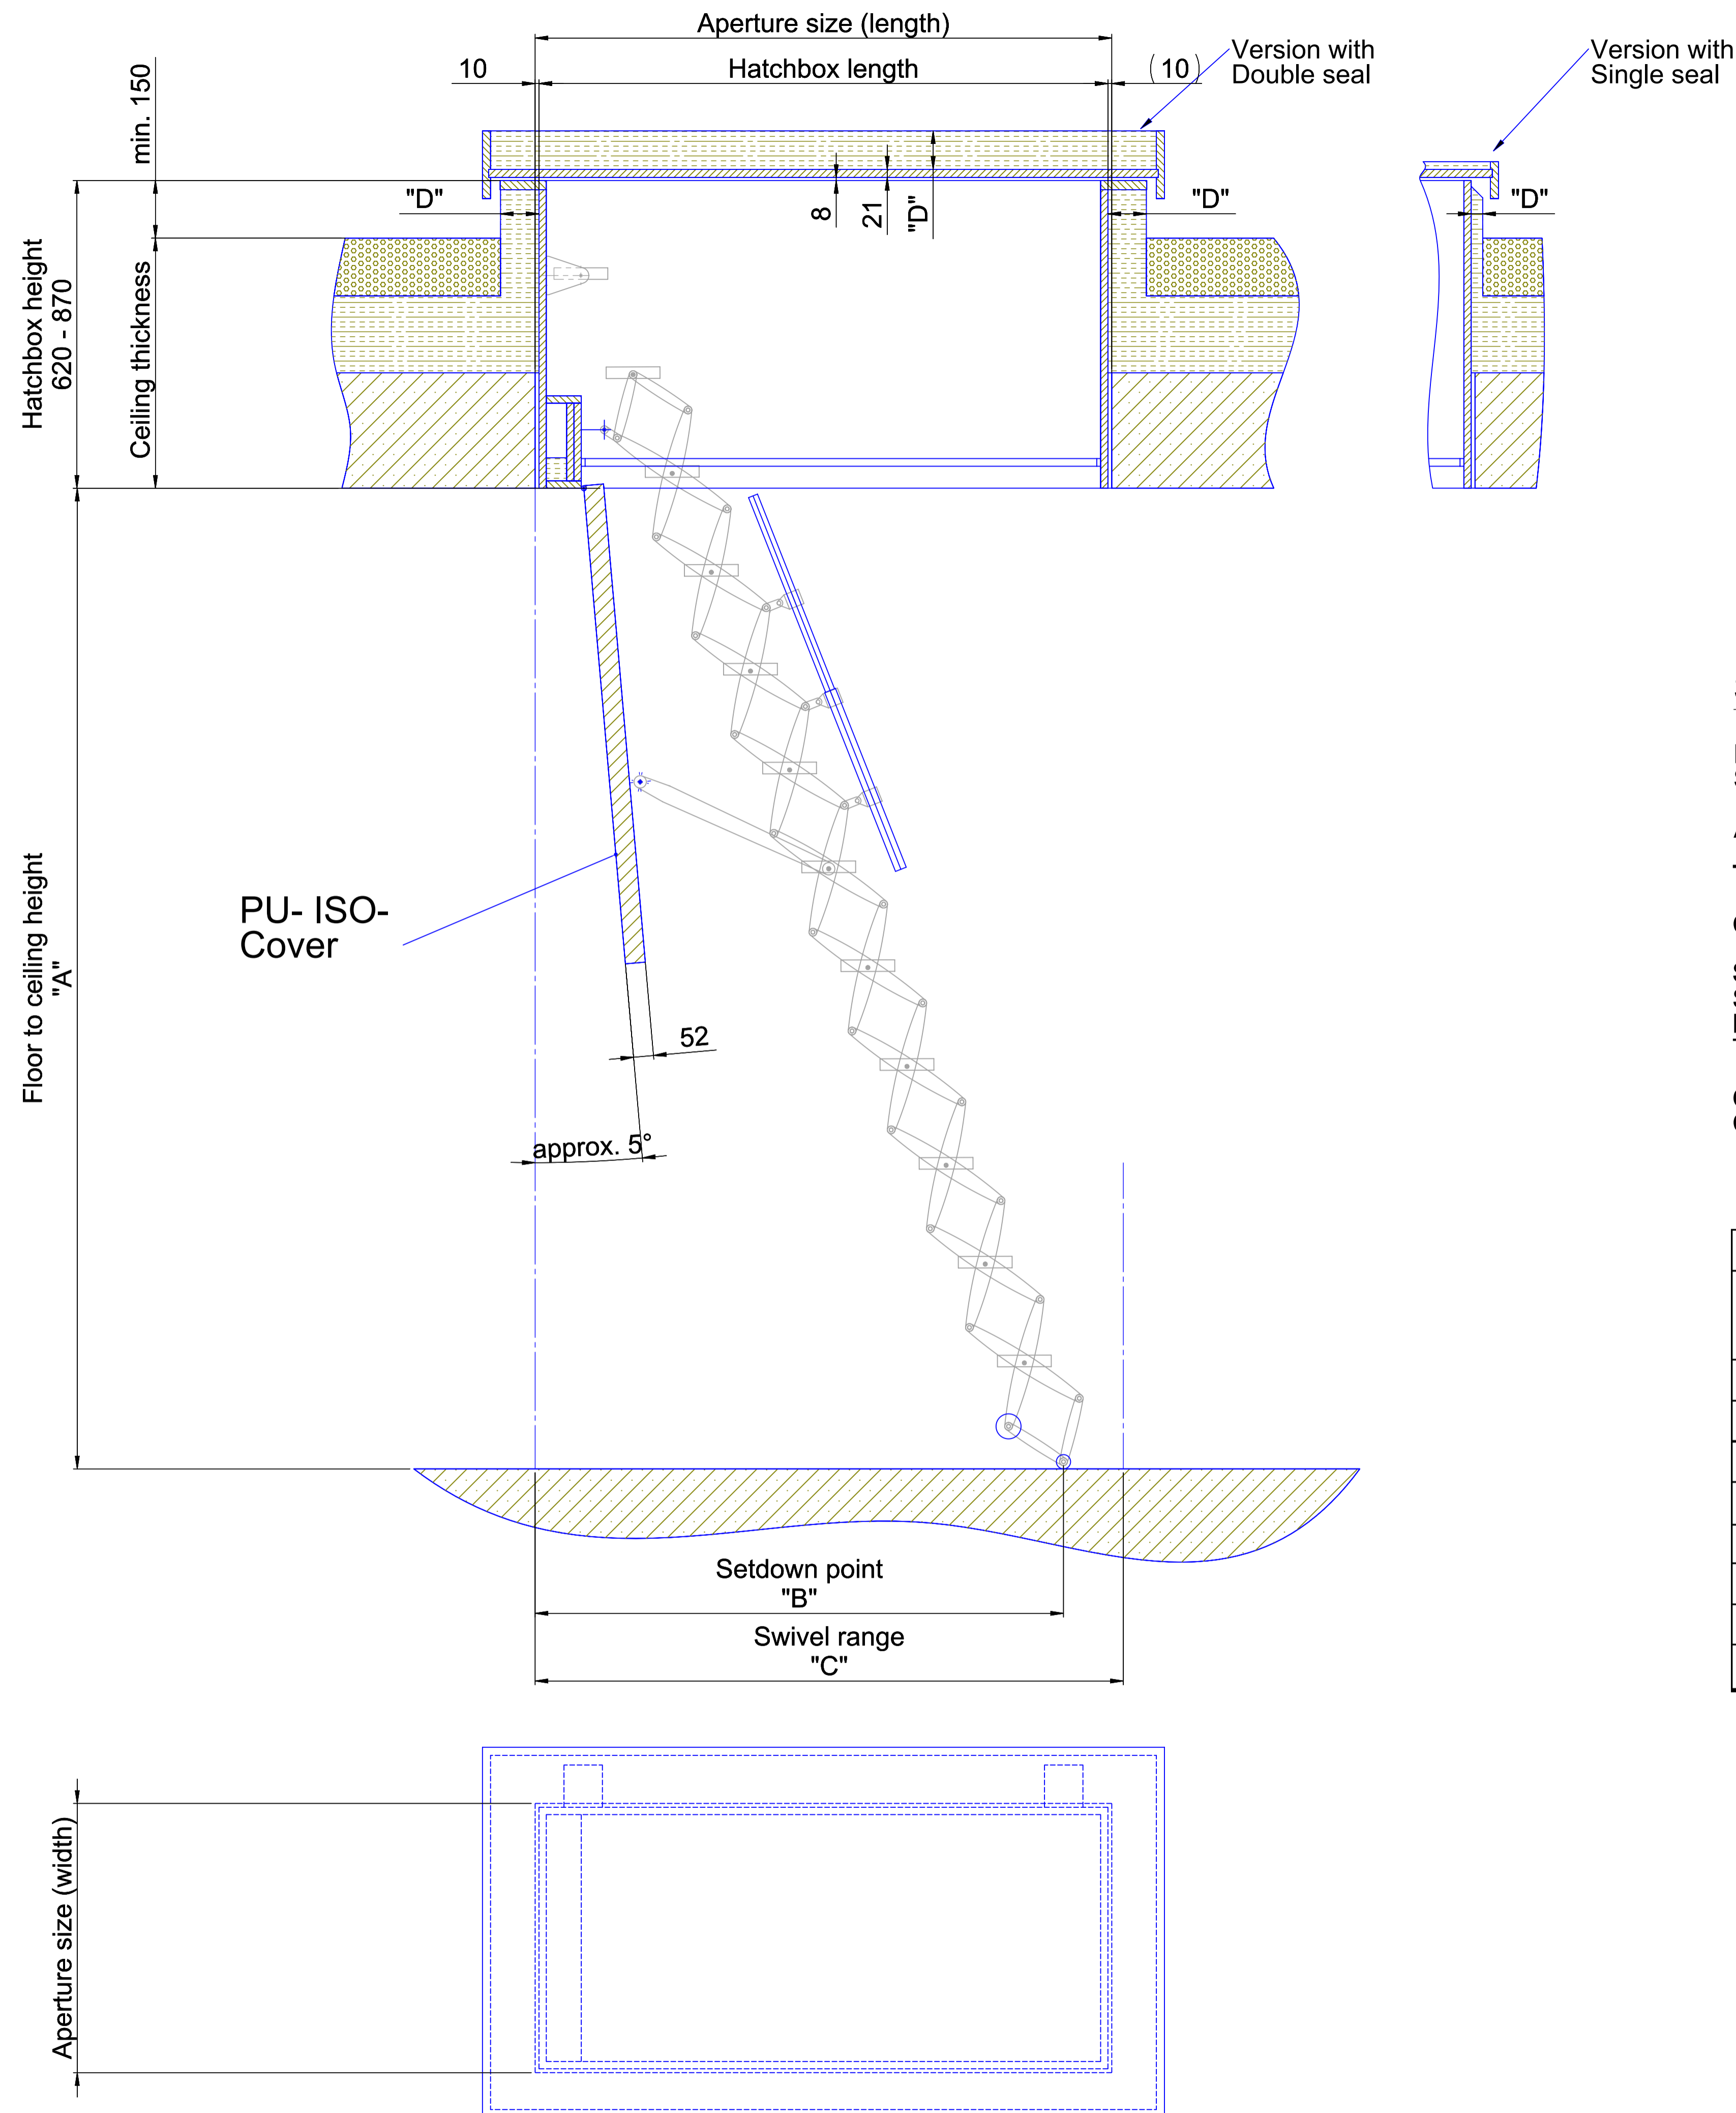 Aperture size (length)
10
Hatchbox length
(10)
Version with
Double seal
Version with
Single seal
min. 150
"D"
8
21
"D"
"D"
"D"
Hatchbox height
620 - 870
Ceiling thickness
PU- ISO-
Cover
Floor to ceiling height
"A"
52
approx. 5°
Setdown point
"B"
Swivel range
"C"
Aperture size (width)